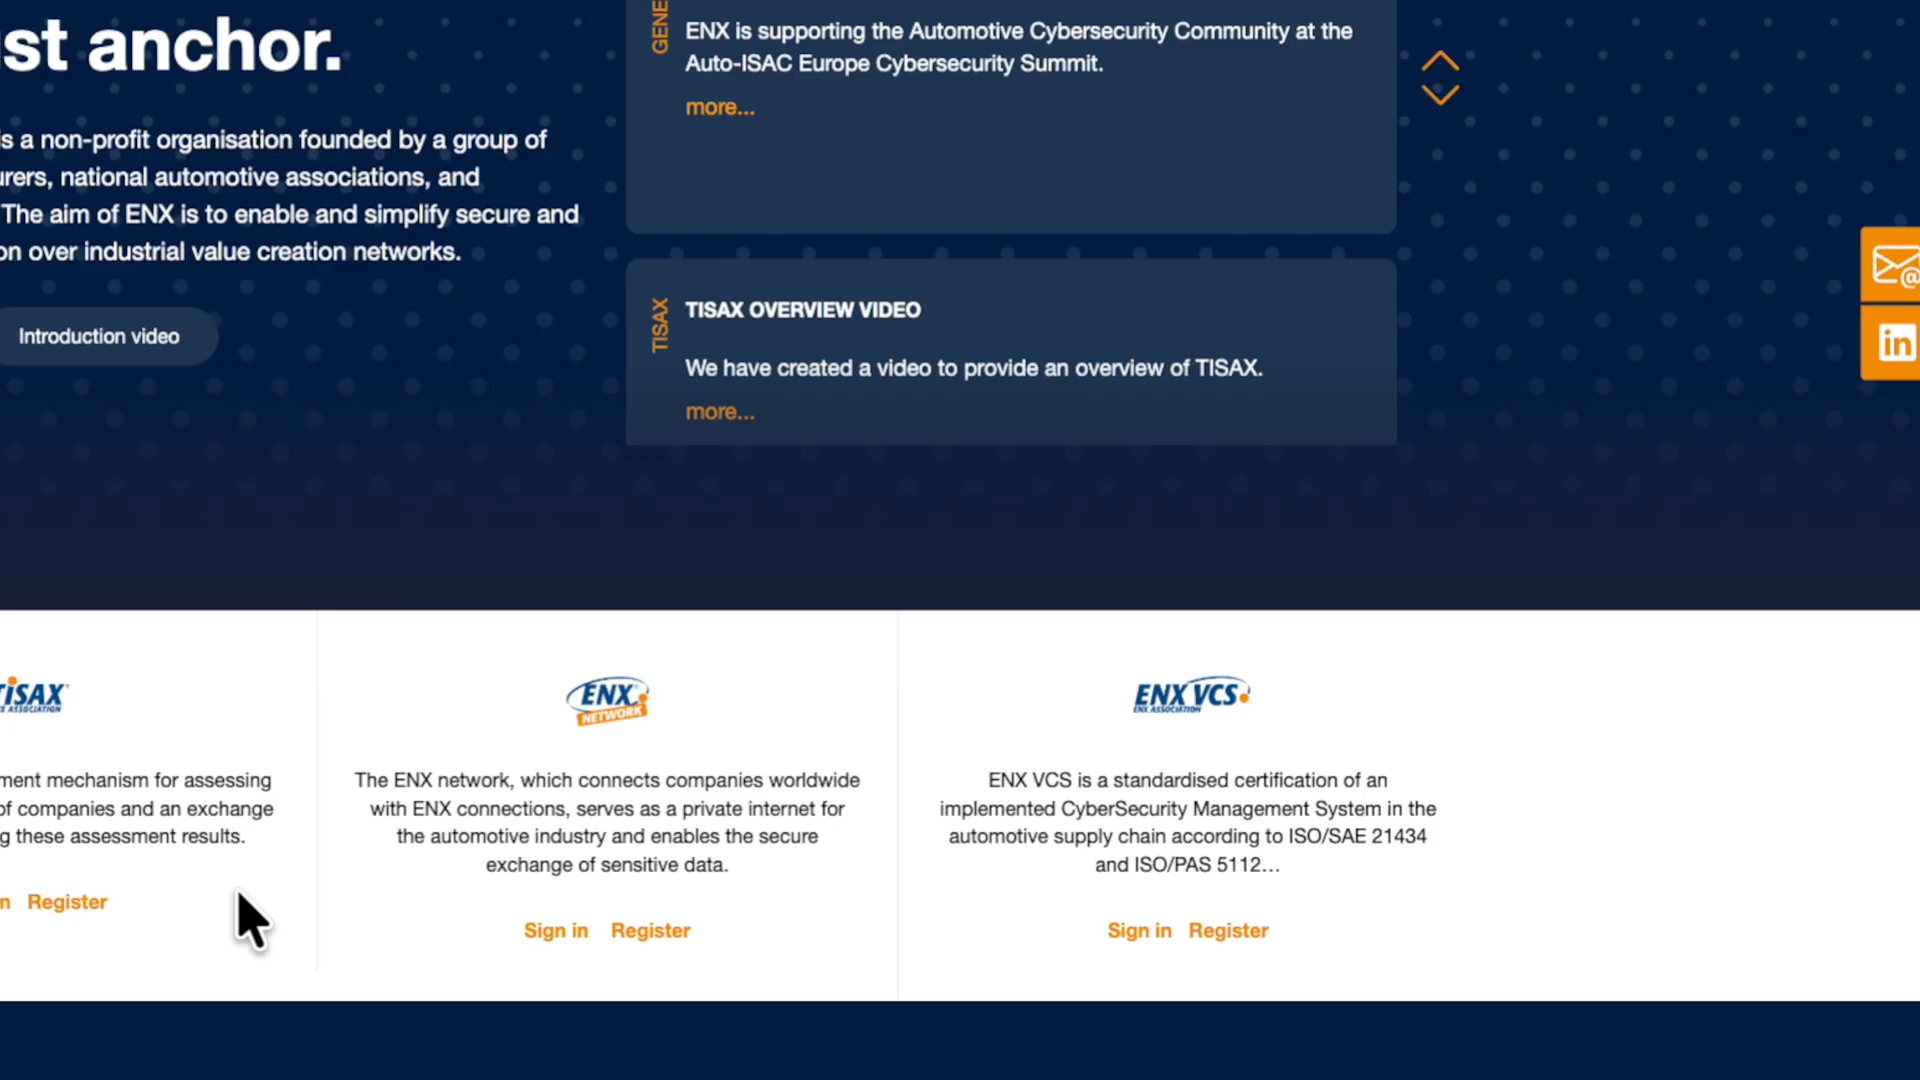 st anchor.
is a non-profit organisation founded by a group of
urers, national automotive associations, and
The aim of ENX is to enable and simplify secure and
on over industrial value creation networks.
Introduction video
GENE
ENX is supporting the Automotive Cybersecurity Community at the
Auto-ISAC Europe Cybersecurity Summit.
more...
TISAX
TISAX OVERVIEW VIDEO
We have created a video to provide an overview of TISAX.
more...
in
TISAX
ASSOCIATION
ment mechanism for assessing
of companies and an exchange
g these assessment results.
n Register
ENX
NETWORK
The ENX network, which connects companies worldwide
with ENX connections, serves as a private internet for
the automotive industry and enables the secure
exchange of sensitive data.
Sign in Register
ENX VCS
ENX ASSOCIATION
ENX VCS is a standardised certification of an
implemented CyberSecurity Management System in the
automotive supply chain according to ISO/SAE 21434
and ISO/PAS 5112...
Sign in Register